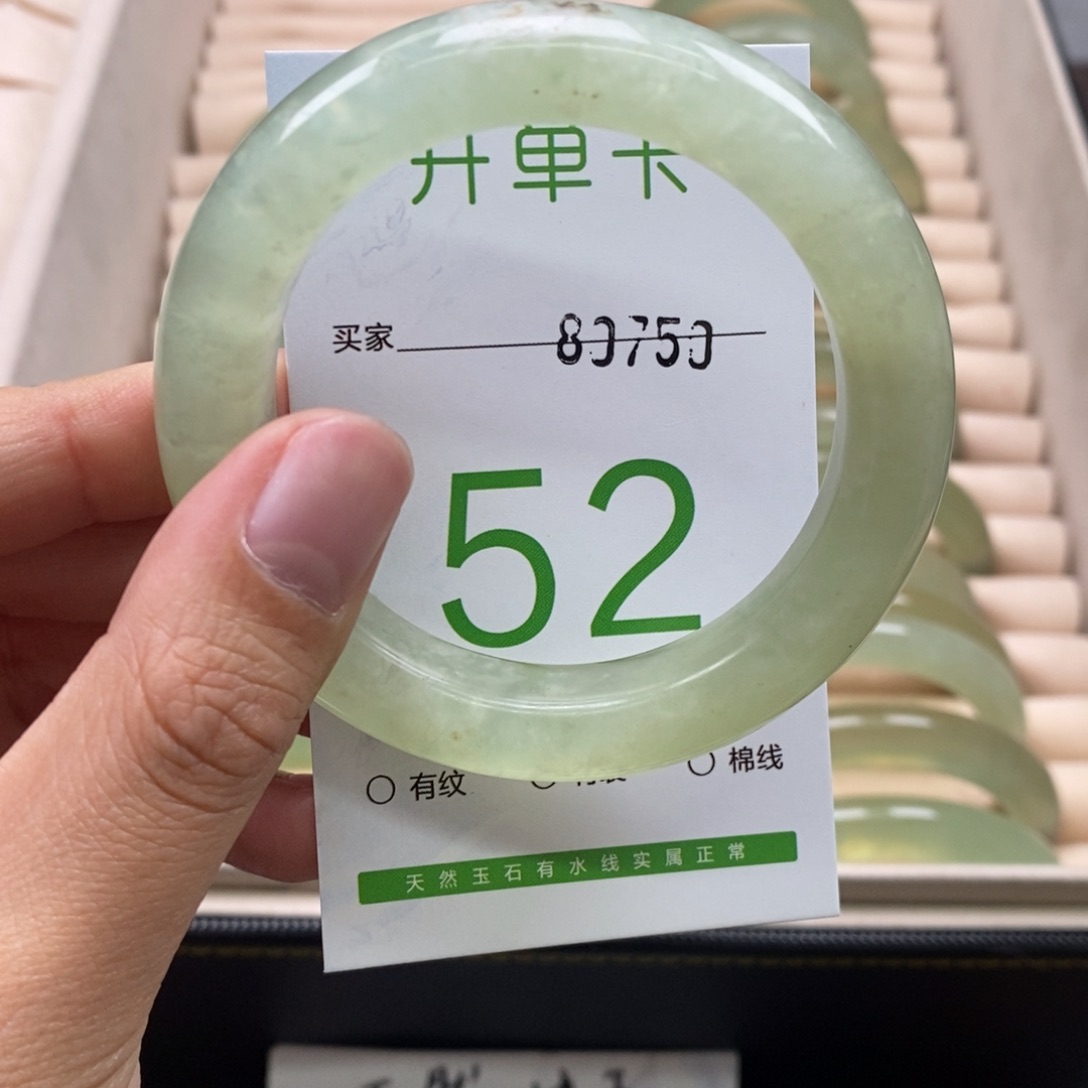 开单卡
买家 80750
52
○ 有纹 ○ ○ 棉线
天然玉石有水线实属正常